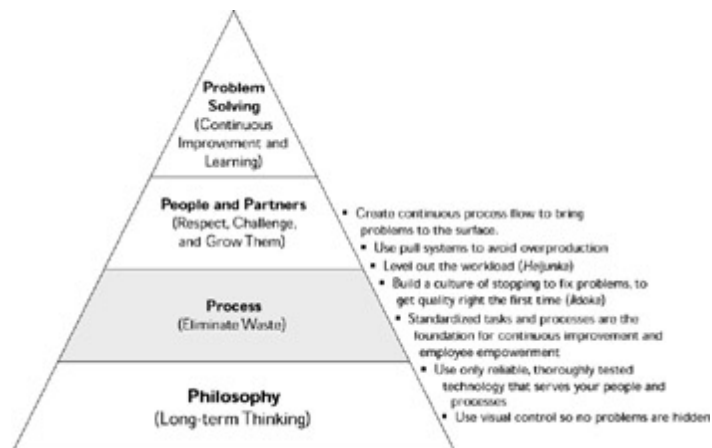 Problem
Solving
(Continuous
Improvement and
Learning)
People and Partners
(Respect, Challenge,
and Grow Them)
Process
(Eliminate Waste)
Philosophy
(Long-term Thinking)
▪ Create continuous process flow to bring
problems to the surface.
▪ Use pull systems to avoid overproduction
▪ Level out the workload (Heijunka)
▪ Build a culture of stopping to fix problems, to
get quality right the first time (Jidoka)
▪ Standardized tasks and processes are the
foundation for continuous improvement and
employee empowerment
▪ Use only reliable, thoroughly tested
technology that serves your people and
processes
▪ Use visual control so no problems are hidden